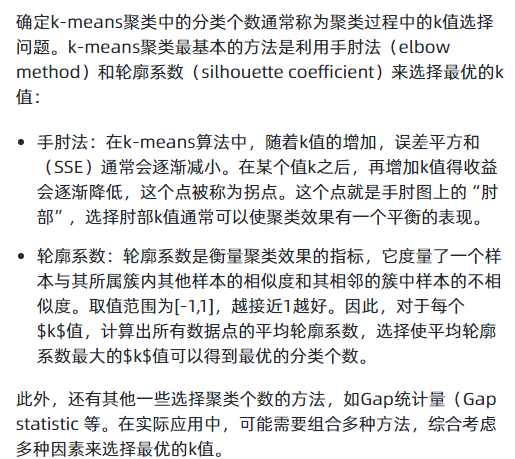 确定k-means聚类中的分类个数通常称为聚类过程中的k值选择
问题。k-means聚类最基本的方法是利用手肘法（elbow
method）和轮廓系数（silhouette coefficient）来选择最优的k
值：
• 手肘法：在k-means算法中，随着k值的增加，误差平方和
（SSE）通常会逐渐减小。在某个值k之后，再增加k值得收益
会逐渐降低，这个点被称为拐点。这个点就是手肘图上的“肘
部”，选择肘部k值通常可以使聚类效果有一个平衡的表现。
• 轮廓系数：轮廓系数是衡量聚类效果的指标，它度量了一个样
本与其所属簇内其他样本的相似度和其相邻的簇中样本的不相
似度。取值范围为[-1,1]，越接近1越好。因此，对于每个
$k$值，计算出所有数据点的平均轮廓系数，选择使平均轮廓
系数最大的$k$值可以得到最优的分类个数。
此外，还有其他一些选择聚类个数的方法，如Gap统计量（Gap
statistic 等。在实际应用中，可能需要组合多种方法，综合考虑
多种因素来选择最优的k值。